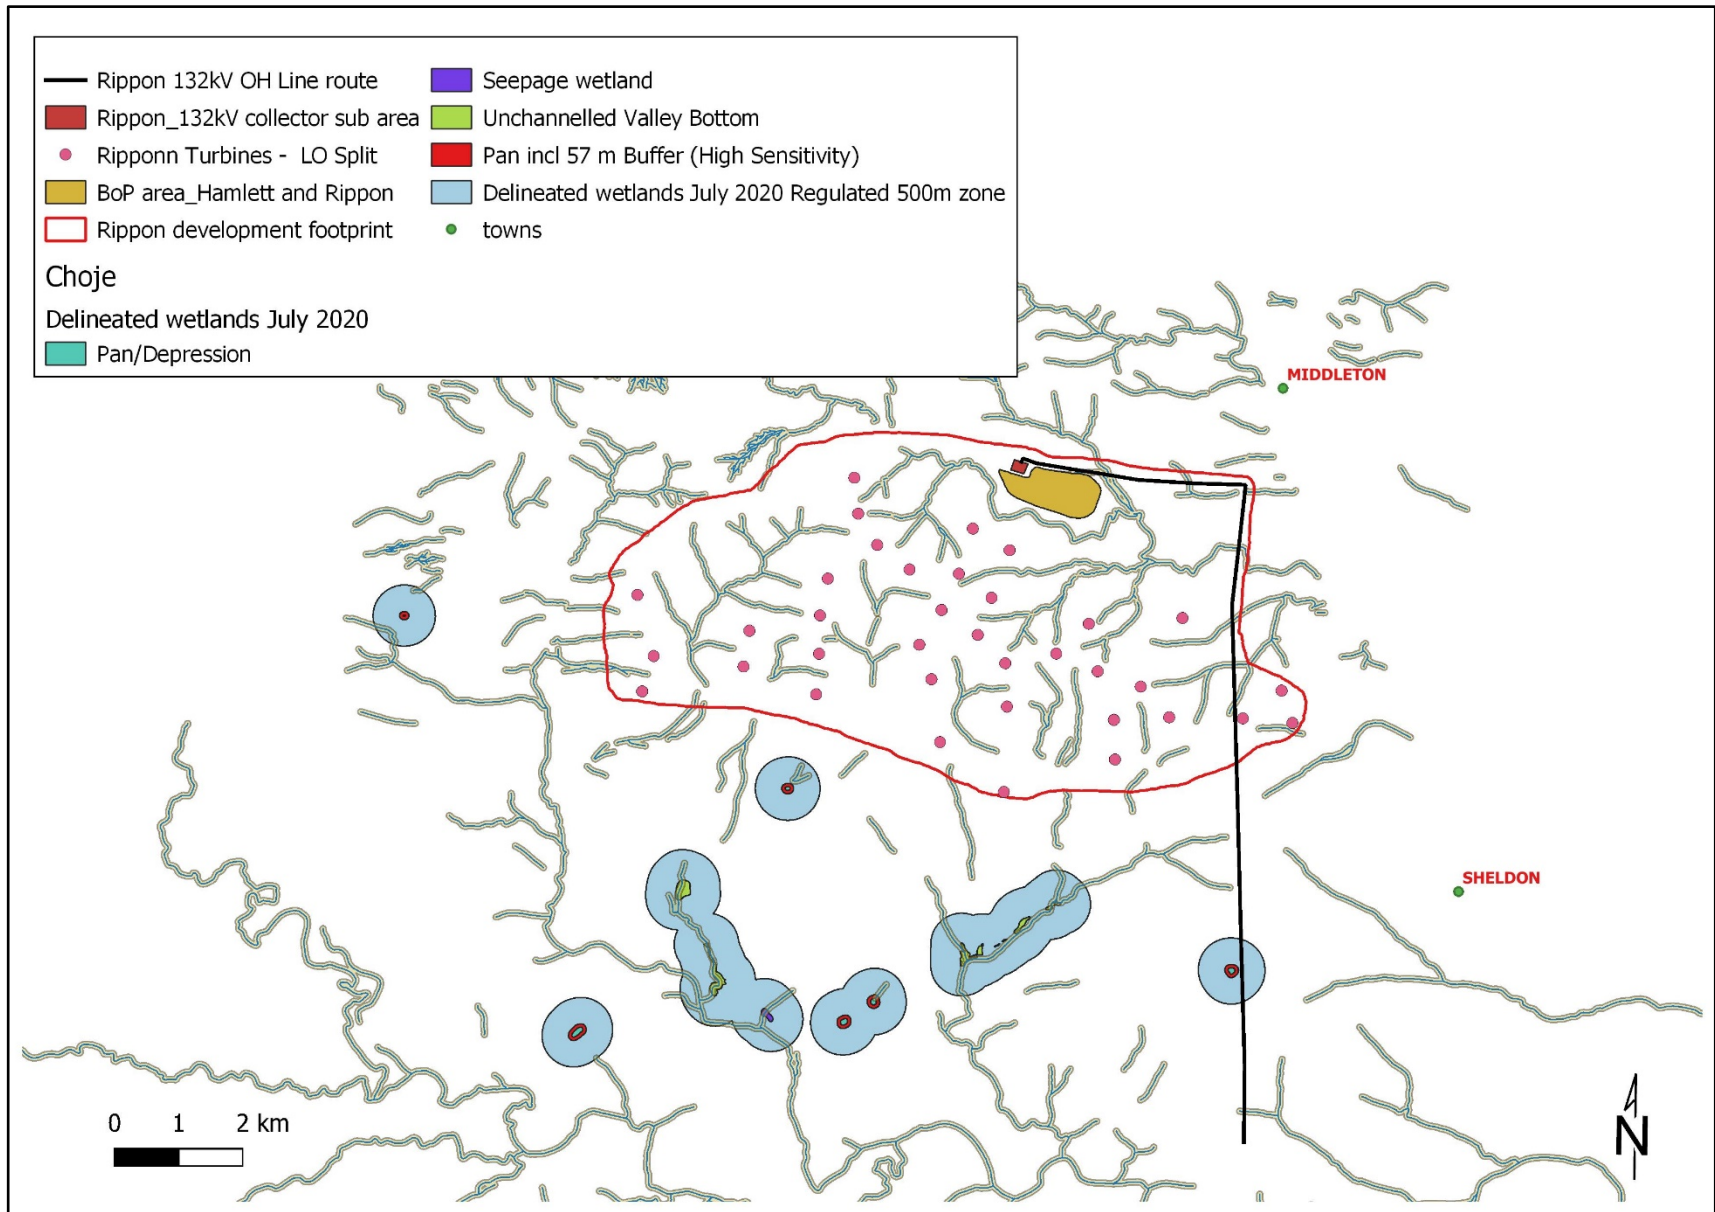 Rippon 132kV OH Line route
Rippon_132kV collector sub area
Ripponn Turbines - LO Split
BoP area_Hamlett and Rippon
Rippon development footprint
Choje
Delineated wetlands July 2020
Pan/Depression
Seepage wetland
Unchannelled Valley Bottom
Pan incl 57 m Buffer (High Sensitivity)
Delineated wetlands July 2020 Regulated 500m zone
towns
MIDDLETON
SHELDON
0 1 2 km
N